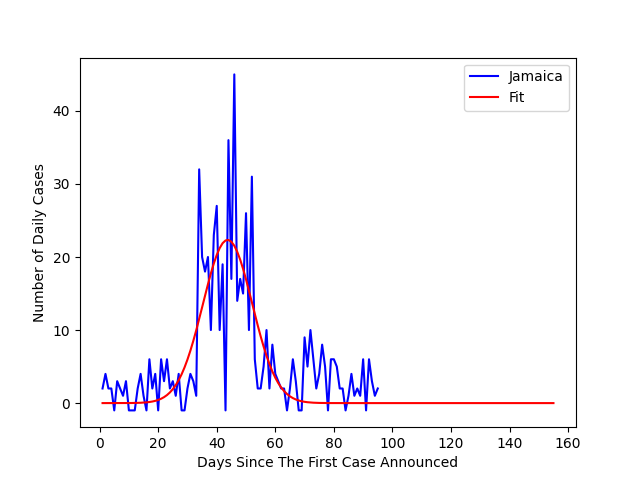 Jamaica
Fit
Number of Daily Cases
40
30
20
10
0
0 20 40 60 80 100 120 140 160
Days Since The First Case Announced